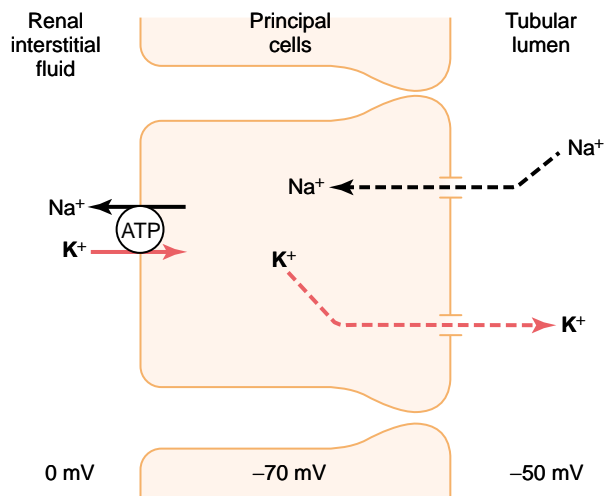 Renal
interstitial
fluid
Principal
cells
Tubular
lumen
Na+
Na+
Na+
ATP
K+
K+
K+
0 mV
–70 mV
–50 mV